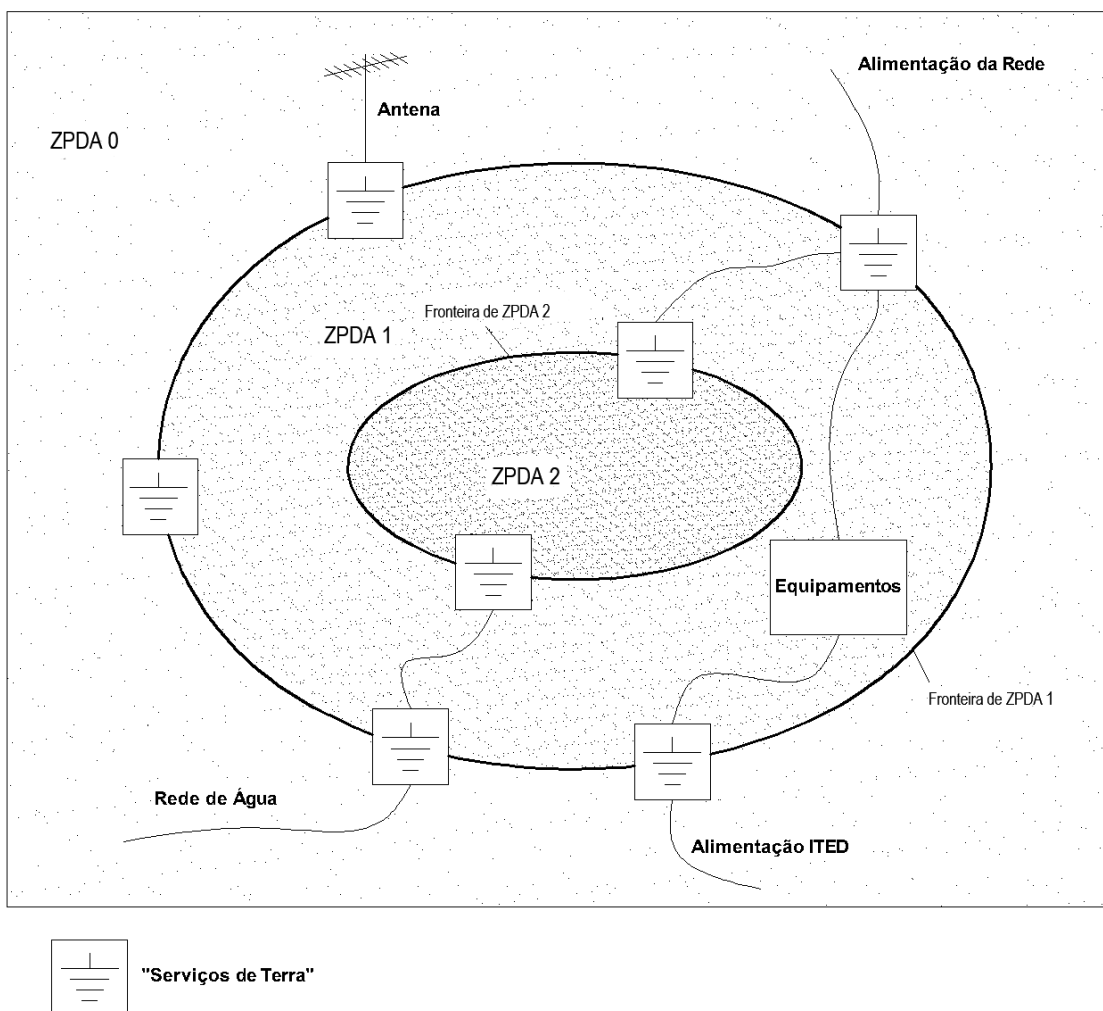 Alimentação da Rede
Antena
ZPDA 0
Fronteira de ZPDA 2
ZPDA 1
ZPDA 2
Equipamentos
Fronteira de ZPDA 1
Rede de Água
Alimentação ITED
"Serviços de Terra"